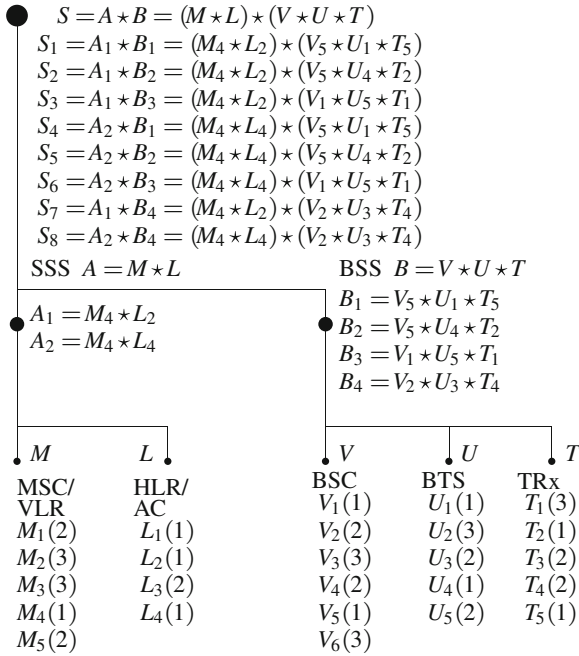 S = A ⋆ B = (M ⋆ L) ⋆ (V ⋆ U ⋆ T)
S₁ = A₁ ⋆ B₁ = (M₄ ⋆ L₂) ⋆ (V₅ ⋆ U₁ ⋆ T₅)
S₂ = A₁ ⋆ B₂ = (M₄ ⋆ L₂) ⋆ (V₅ ⋆ U₄ ⋆ T₂)
S₃ = A₁ ⋆ B₃ = (M₄ ⋆ L₂) ⋆ (V₁ ⋆ U₅ ⋆ T₁)
S₄ = A₂ ⋆ B₁ = (M₄ ⋆ L₄) ⋆ (V₅ ⋆ U₁ ⋆ T₅)
S₅ = A₂ ⋆ B₂ = (M₄ ⋆ L₄) ⋆ (V₅ ⋆ U₄ ⋆ T₂)
S₆ = A₂ ⋆ B₃ = (M₄ ⋆ L₄) ⋆ (V₁ ⋆ U₅ ⋆ T₁)
S₇ = A₁ ⋆ B₄ = (M₄ ⋆ L₂) ⋆ (V₂ ⋆ U₃ ⋆ T₄)
S₈ = A₂ ⋆ B₄ = (M₄ ⋆ L₄) ⋆ (V₂ ⋆ U₃ ⋆ T₄)
SSS A = M ⋆ L
A₁ = M₄ ⋆ L₂
A₂ = M₄ ⋆ L₄
BSS B = V ⋆ U ⋆ T
B₁ = V₅ ⋆ U₁ ⋆ T₅
B₂ = V₅ ⋆ U₄ ⋆ T₂
B₃ = V₁ ⋆ U₅ ⋆ T₁
B₄ = V₂ ⋆ U₃ ⋆ T₄
M
MSC/
VLR
M₁(2)
M₂(3)
M₃(3)
M₄(1)
M₅(2)
L
HLR/
AC
L₁(1)
L₂(1)
L₃(2)
L₄(1)
V
BSC
V₁(1)
V₂(2)
V₃(3)
V₄(2)
V₅(1)
V₆(3)
U
BTS
U₁(1)
U₂(3)
U₃(2)
U₄(1)
U₅(2)
T
TRx
T₁(3)
T₂(1)
T₃(2)
T₄(2)
T₅(1)